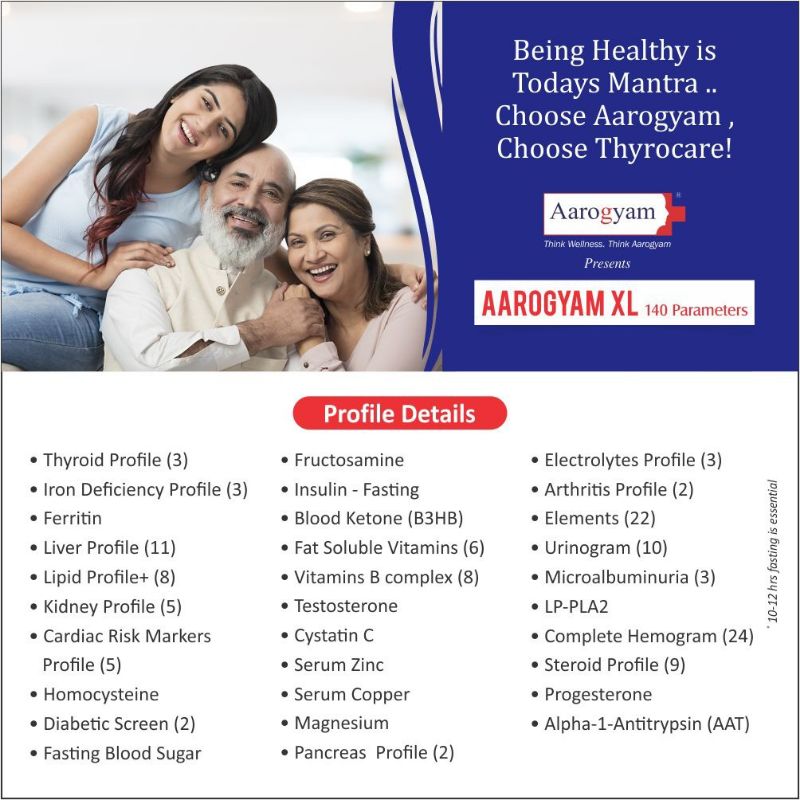 Being Healthy is
Todays Mantra ..
Choose Aarogyam ,
Choose Thyrocare!
Aarogyam ®
Think Wellness. Think Aarogyam
Presents
AAROGYAM XL 140 Parameters
Profile Details
• Thyroid Profile (3)
• Iron Deficiency Profile (3)
• Ferritin
• Liver Profile (11)
• Lipid Profile+ (8)
• Kidney Profile (5)
• Cardiac Risk Markers
Profile (5)
• Homocysteine
• Diabetic Screen (2)
• Fasting Blood Sugar
• Fructosamine
• Insulin - Fasting
• Blood Ketone (B3HB)
• Fat Soluble Vitamins (6)
• Vitamins B complex (8)
• Testosterone
• Cystatin C
• Serum Zinc
• Serum Copper
• Magnesium
• Pancreas Profile (2)
• Electrolytes Profile (3)
• Arthritis Profile (2)
• Elements (22)
• Urinogram (10)
• Microalbuminuria (3)
• LP-PLA2
• Complete Hemogram (24)
• Steroid Profile (9)
• Progesterone
• Alpha-1-Antitrypsin (AAT)
* 10-12 hrs fasting is essential